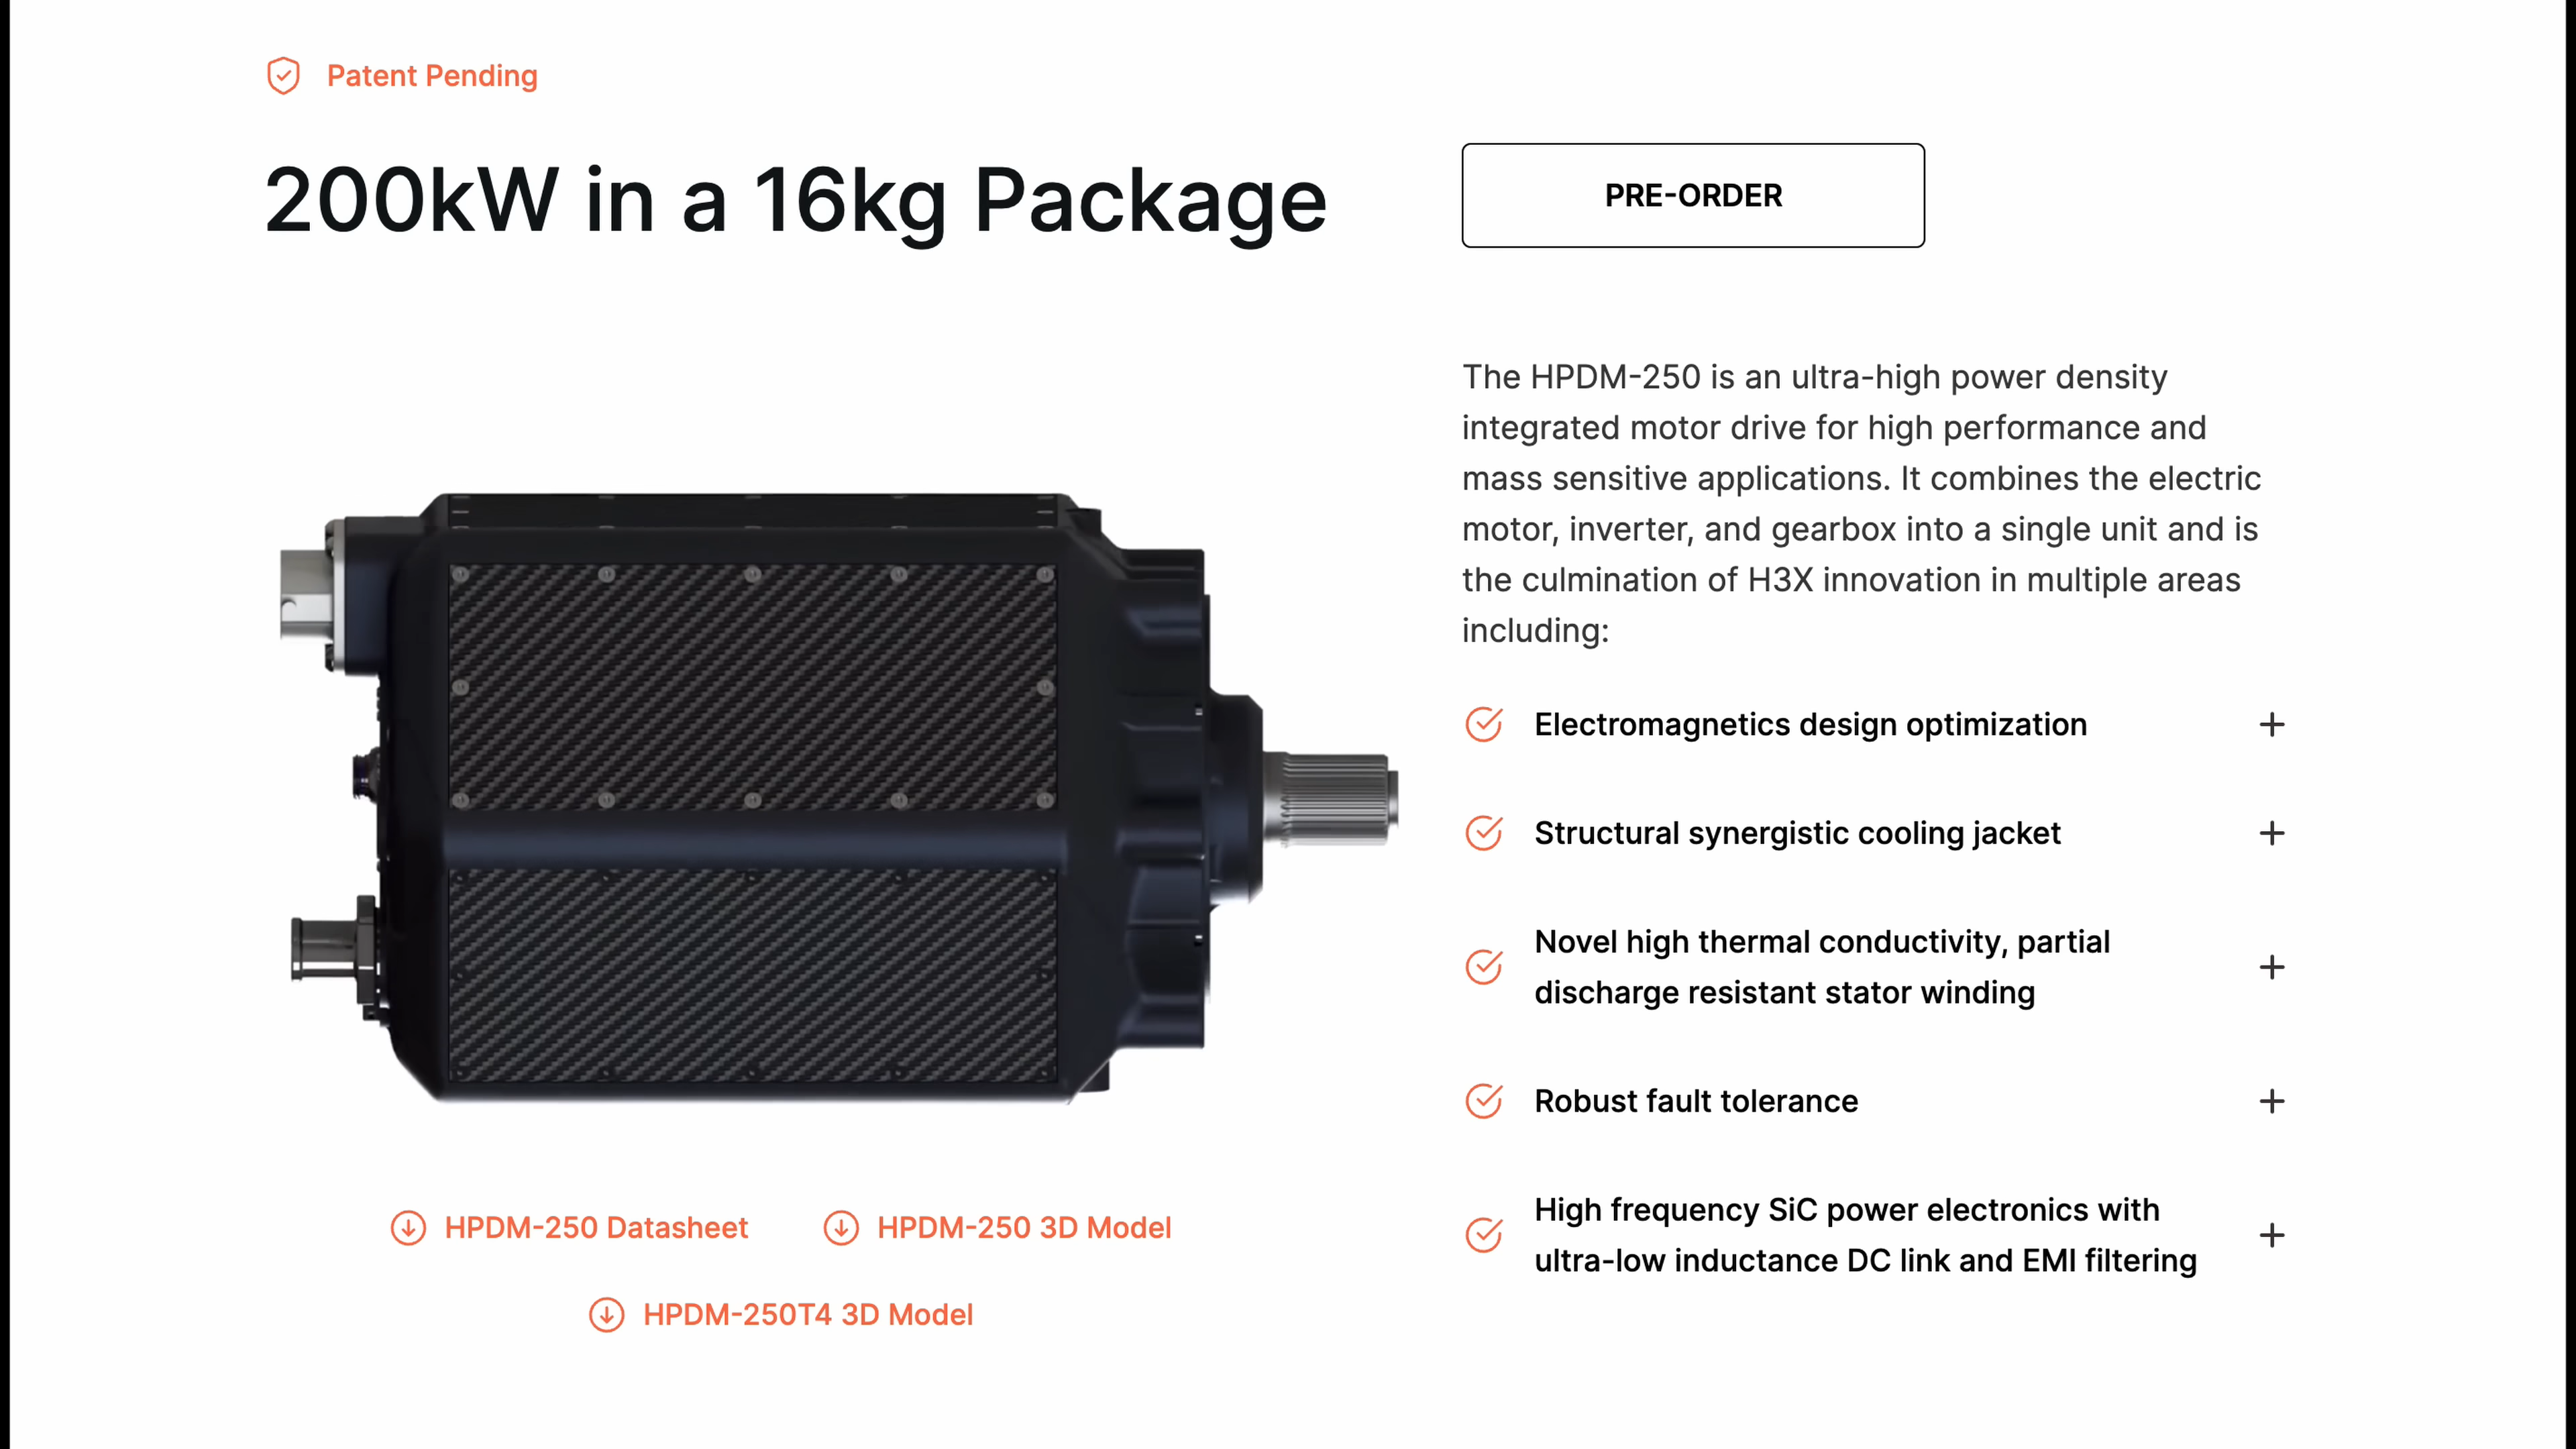 Patent Pending
200kW in a 16kg Package
PRE-ORDER
The HPDM-250 is an ultra-high power density
integrated motor drive for high performance and
mass sensitive applications. It combines the electric
motor, inverter, and gearbox into a single unit and is
the culmination of H3X innovation in multiple areas
including:
Electromagnetics design optimization
Structural synergistic cooling jacket
Novel high thermal conductivity, partial
discharge resistant stator winding
Robust fault tolerance
High frequency SiC power electronics with
ultra-low inductance DC link and EMI filtering
HPDM-250 Datasheet
HPDM-250 3D Model
HPDM-250T4 3D Model